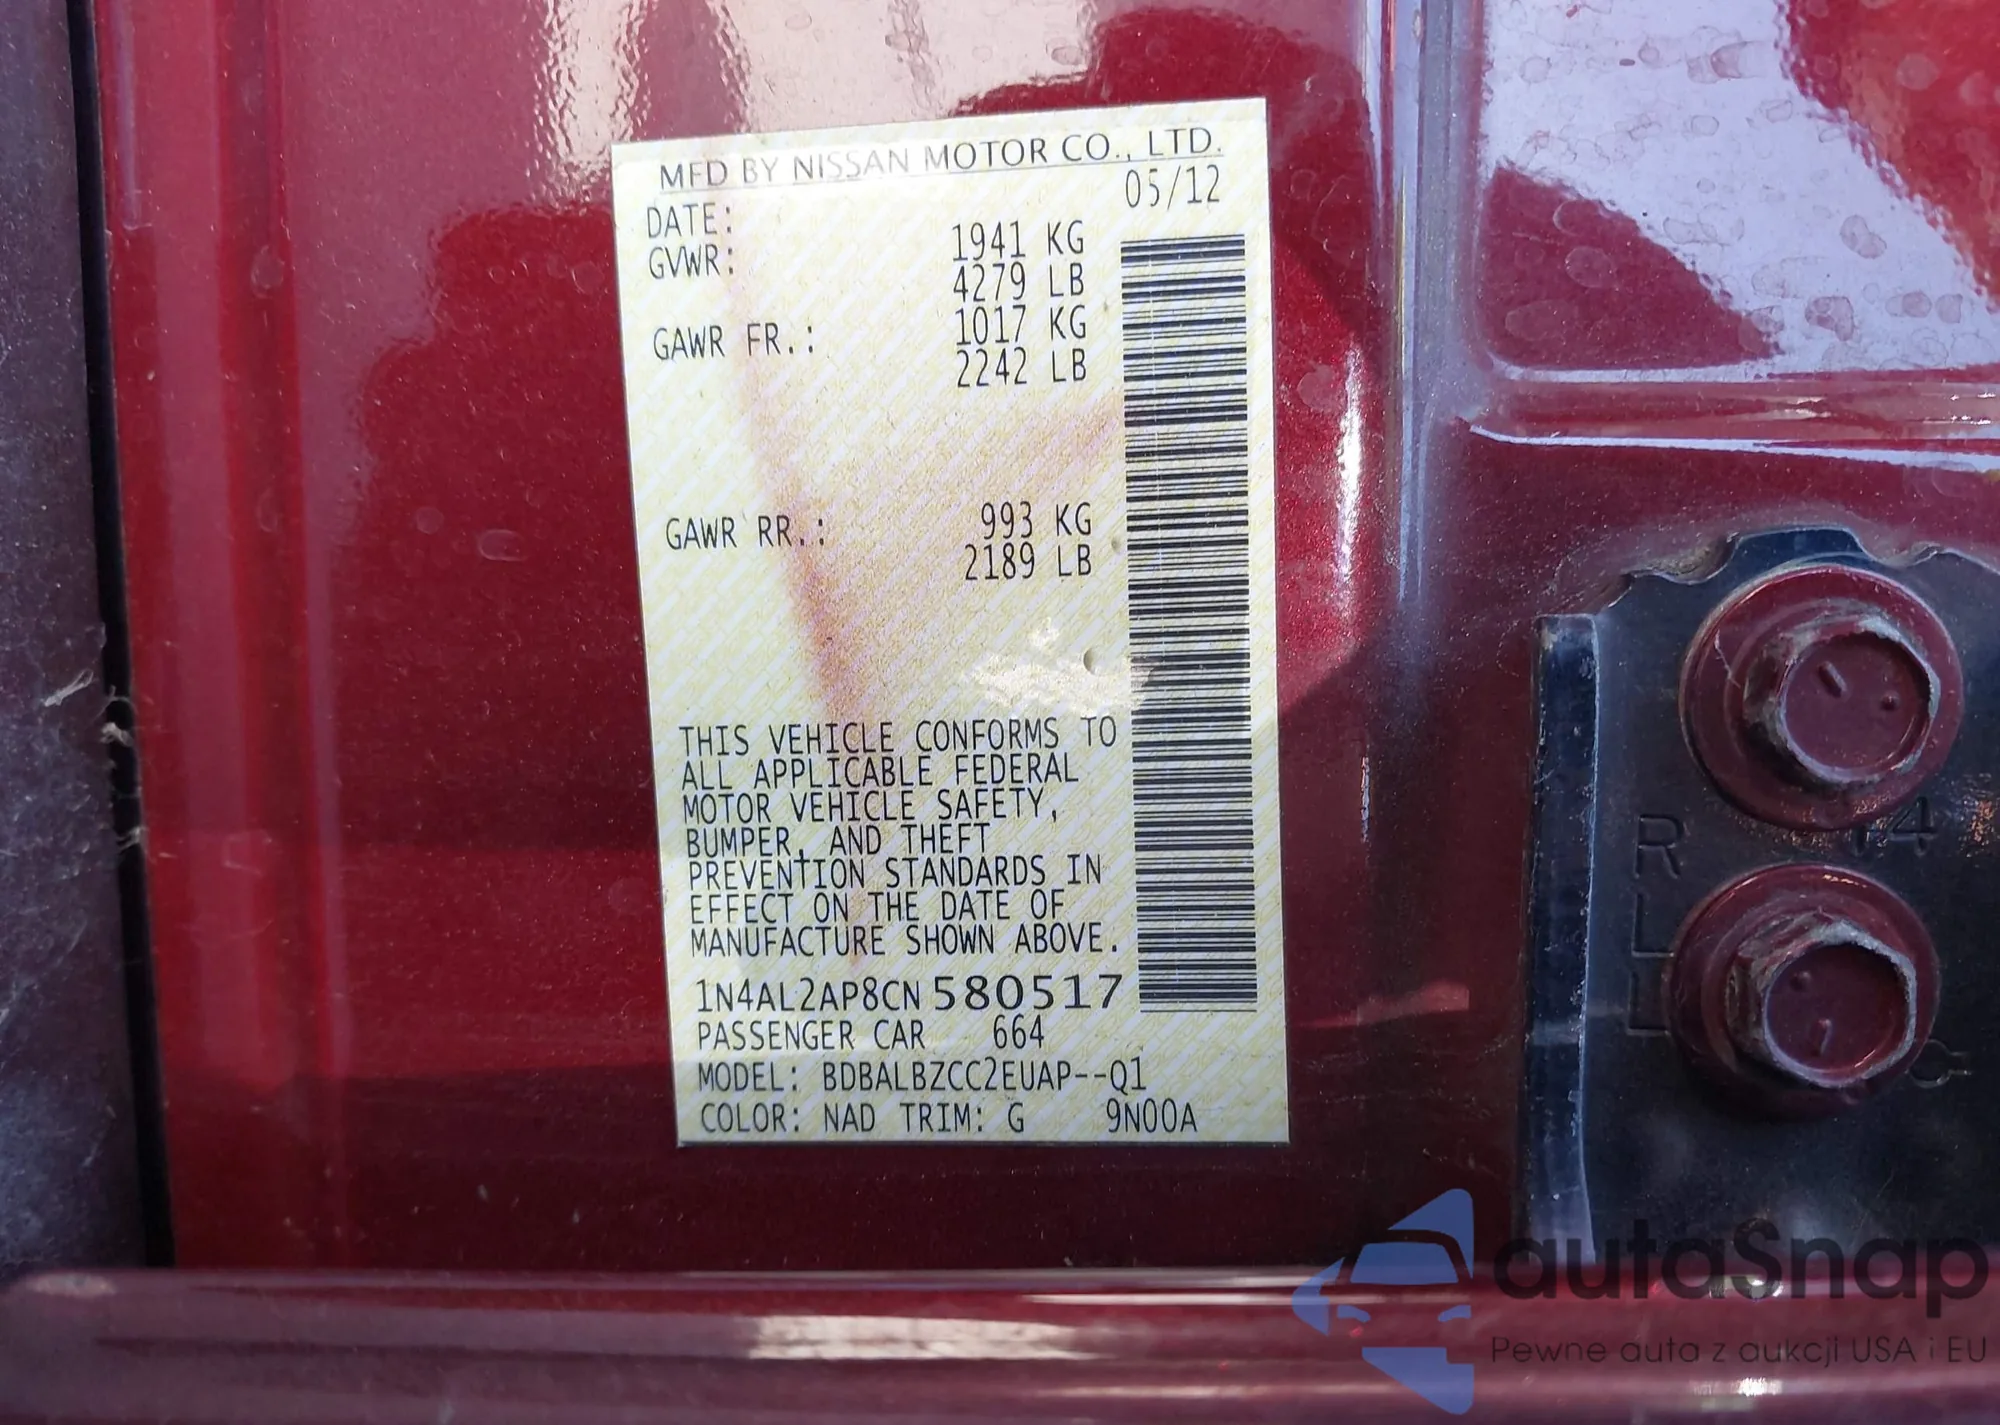 MFD BY NISSAN MOTOR CO., LTD.
DATE: 05/12
GVWR: 1941 KG
4279 LB
GAWR FR.: 1017 KG
2242 LB
GAWR RR.: 993 KG
2189 LB
THIS VEHICLE CONFORMS TO
ALL APPLICABLE FEDERAL
MOTOR VEHICLE SAFETY,
BUMPER, AND THEFT
PREVENTION STANDARDS IN
EFFECT ON THE DATE OF
MANUFACTURE SHOWN ABOVE.
1N4AL2AP8CN580517
PASSENGER CAR 664
MODEL: BDBALBZCC2EUAP--Q1
COLOR: NAD TRIM: G 9N00A
autaSnap
Pewne auta z aukcji USA i EU